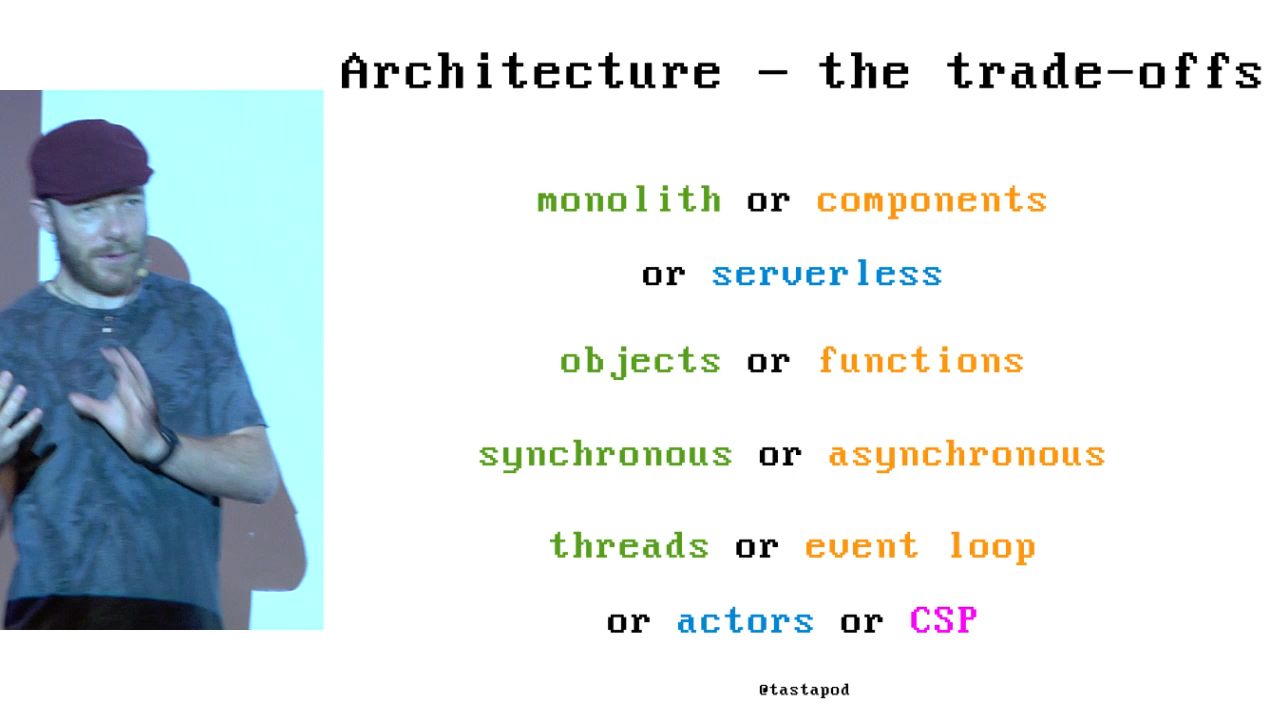 Architecture - the trade-offs
monolith or components
or serverless
objects or functions
synchronous or asynchronous
threads or event loop
or actors or CSP
@tastapod